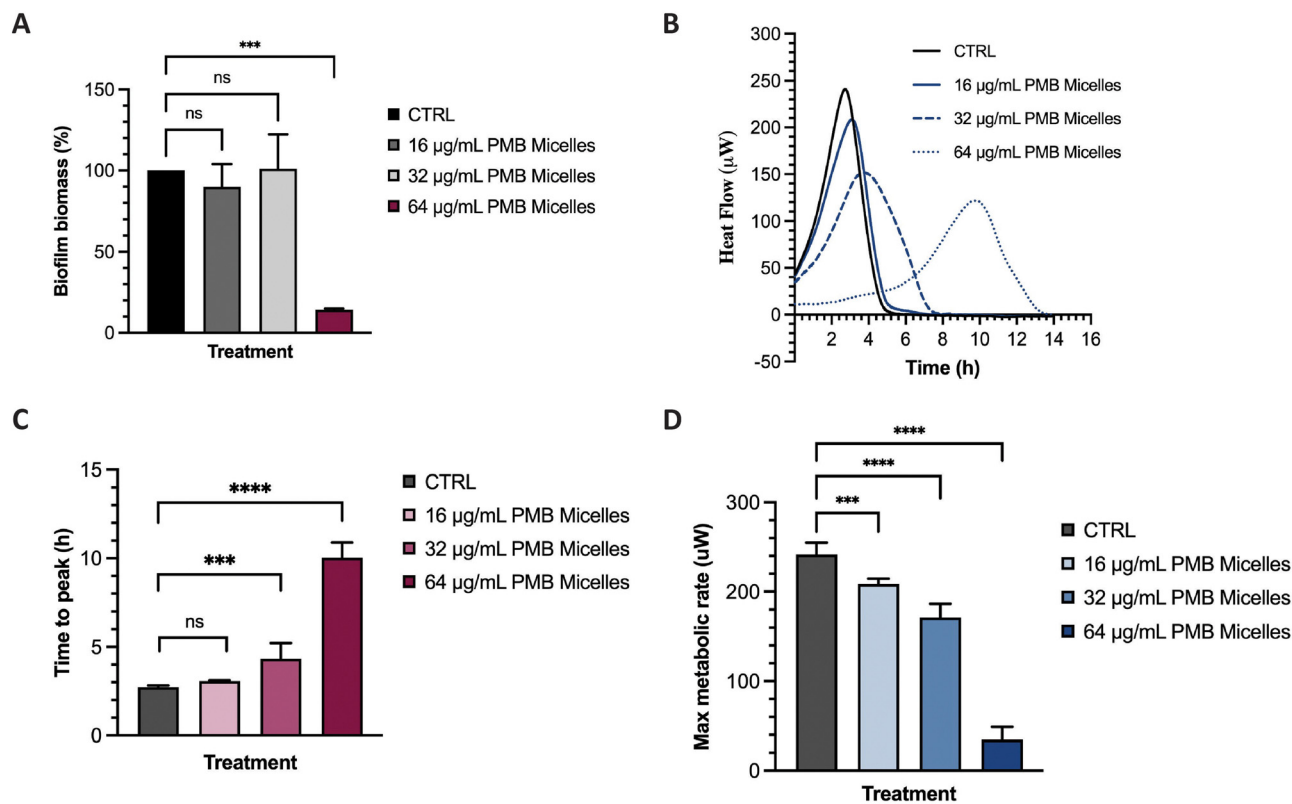 A
***
ns
ns
150
100
50
0
Biofilm biomass (%)
Treatment
CTRL
16 µg/mL PMB Micelles
32 µg/mL PMB Micelles
64 µg/mL PMB Micelles
B
300
250
200
150
100
50
0
-50
Heat Flow (µW)
2 4 6 8 10 12 14 16
Time (h)
CTRL
16 µg/mL PMB Micelles
32 µg/mL PMB Micelles
64 µg/mL PMB Micelles
C
15
10
5
0
Time to peak (h)
****
***
ns
Treatment
CTRL
16 µg/mL PMB Micelles
32 µg/mL PMB Micelles
64 µg/mL PMB Micelles
D
****
****
***
300
200
100
0
Max metabolic rate (uW)
Treatment
CTRL
16 µg/mL PMB Micelles
32 µg/mL PMB Micelles
64 µg/mL PMB Micelles